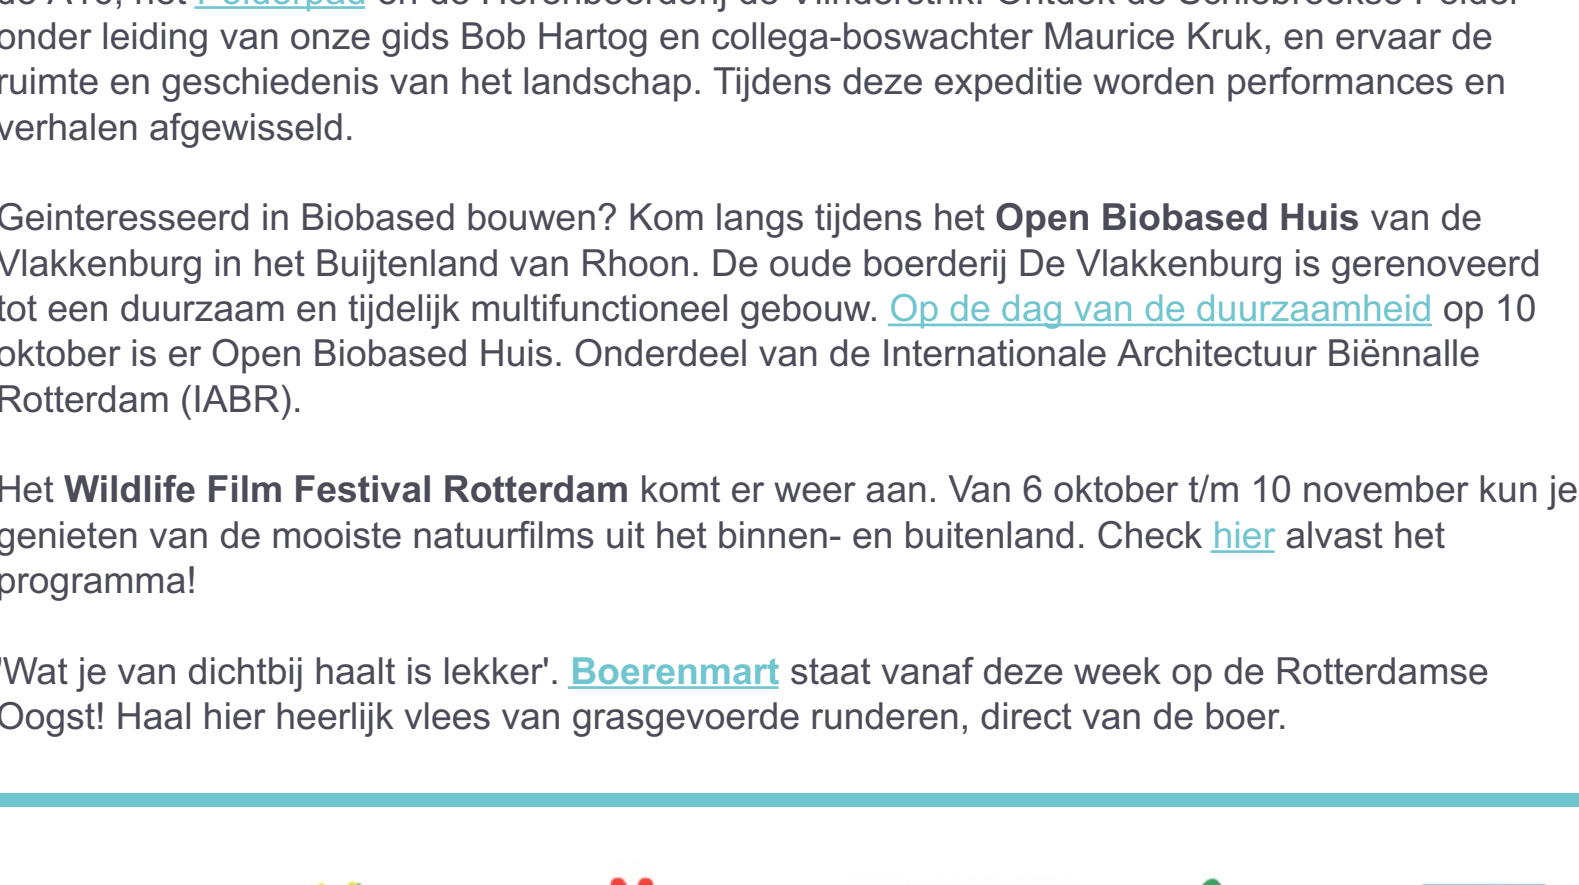 onder leiding van onze gids Bob Hartog en collega-boswachter Maurice Kruk, en ervaar de
ruimte en geschiedenis van het landschap. Tijdens deze expeditie worden performances en
verhalen afgewisseld.
Geinteresseerd in Biobased bouwen? Kom langs tijdens het Open Biobased Huis van de
Vlakkenburg in het Buijtenland van Rhoon. De oude boerderij De Vlakkenburg is gerenoveerd
tot een duurzaam en tijdelijk multifunctioneel gebouw. Op de dag van de duurzaamheid op 10
oktober is er Open Biobased Huis. Onderdeel van de Internationale Architectuur Biënnalle
Rotterdam (IABR).
Het Wildlife Film Festival Rotterdam komt er weer aan. Van 6 oktober t/m 10 november kun je
genieten van de mooiste natuurfilms uit het binnen- en buitenland. Check hier alvast het
programma!
'Wat je van dichtbij haalt is lekker'. Boerenmart staat vanaf deze week op de Rotterdamse
Oogst! Haal hier heerlijk vlees van grasgevoerde runderen, direct van de boer.